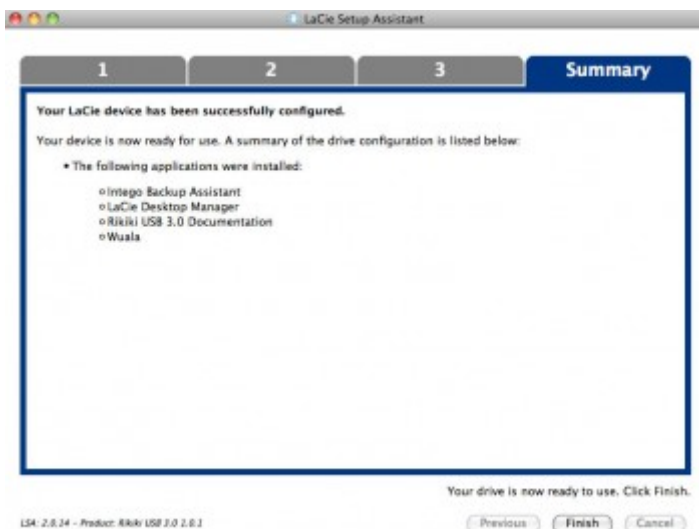 LaCie Setup Assistant
1 2 3 Summary
Your LaCie device has been successfully configured.
Your device is now ready for use. A summary of the drive configuration is listed below:
• The following applications were installed:
Intego Backup Assistant
LaCie Desktop Manager
Rikiki USB 3.0 Documentation
Wuala
Your drive is now ready to use. Click Finish.
LSA: 2.0.14 - Product: Rikiki USB 3.0 1.0.1
Previous Finish Cancel